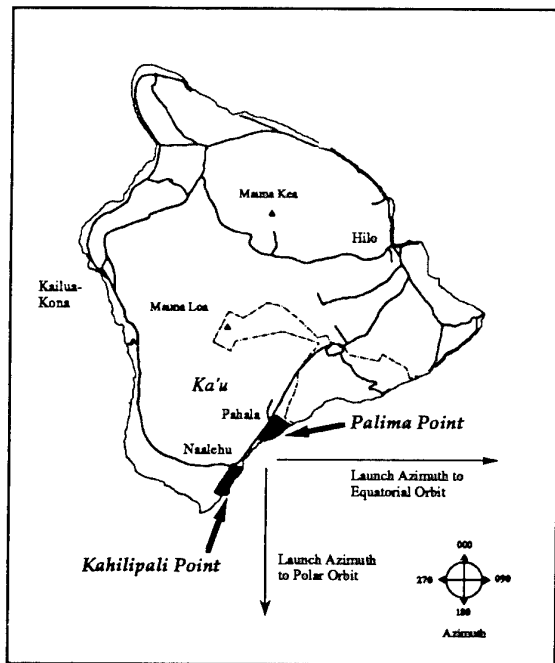 Mauna Kea
Hilo
Kailua-
Kona
Mauna Loa
Ka'u
Pahala
Palima Point
Naalehu
Launch Azimuth to
Equatorial Orbit
Kahilipali Point
Launch Azimuth
to Polar Orbit
000
270
090
180
Azimuth